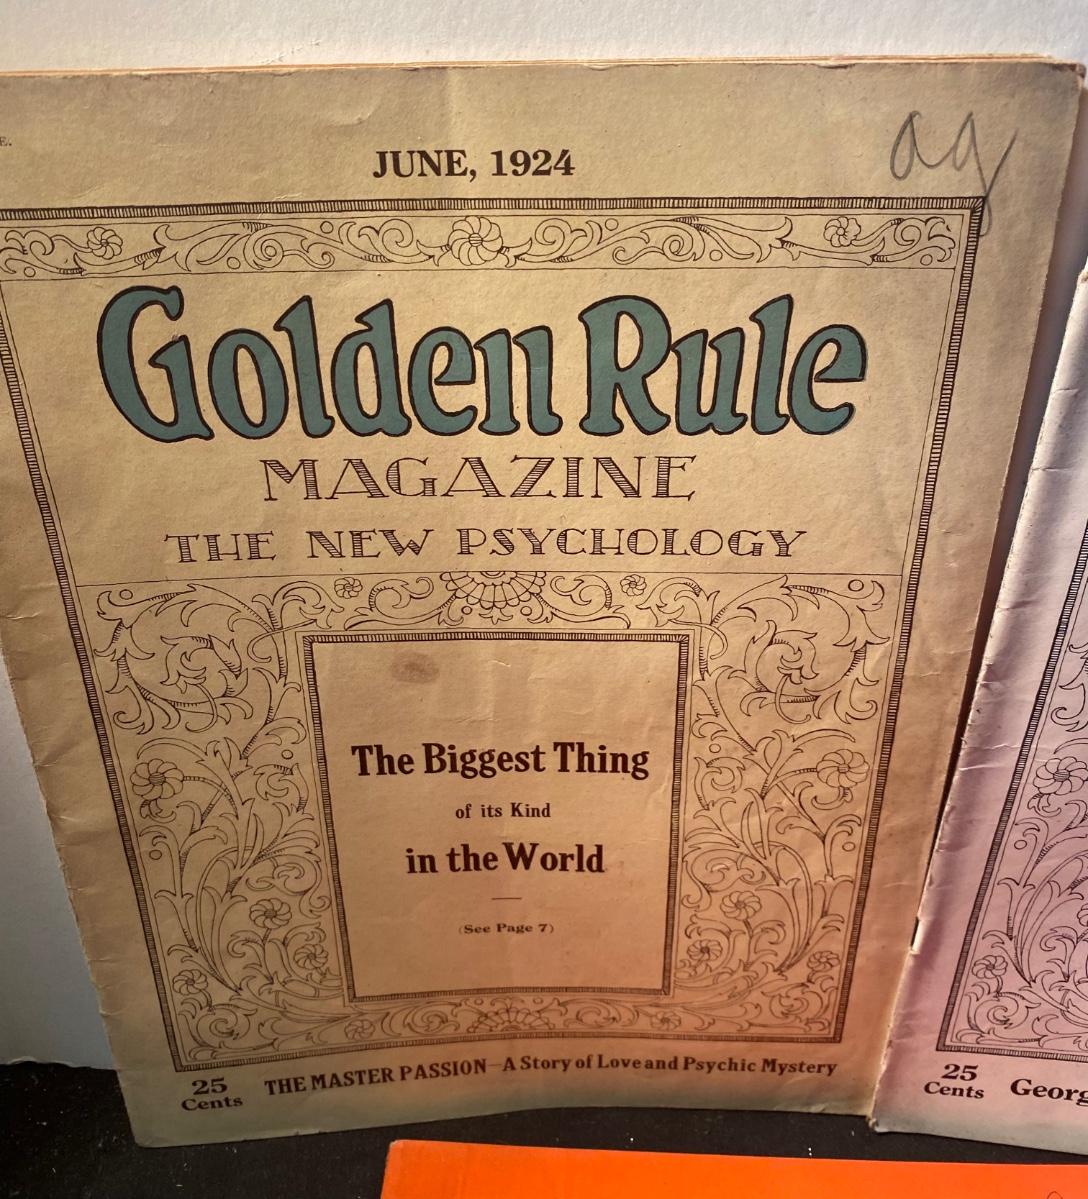 E.
JUNE, 1924
ag
Golden Rule
MAGAZINE
THE NEW PSYCHOLOGY
The Biggest Thing
of its Kind
in the World
(See Page 7)
25
Cents
THE MASTER PASSION—A Story of Love and Psychic Mystery
25
Cents
Georg